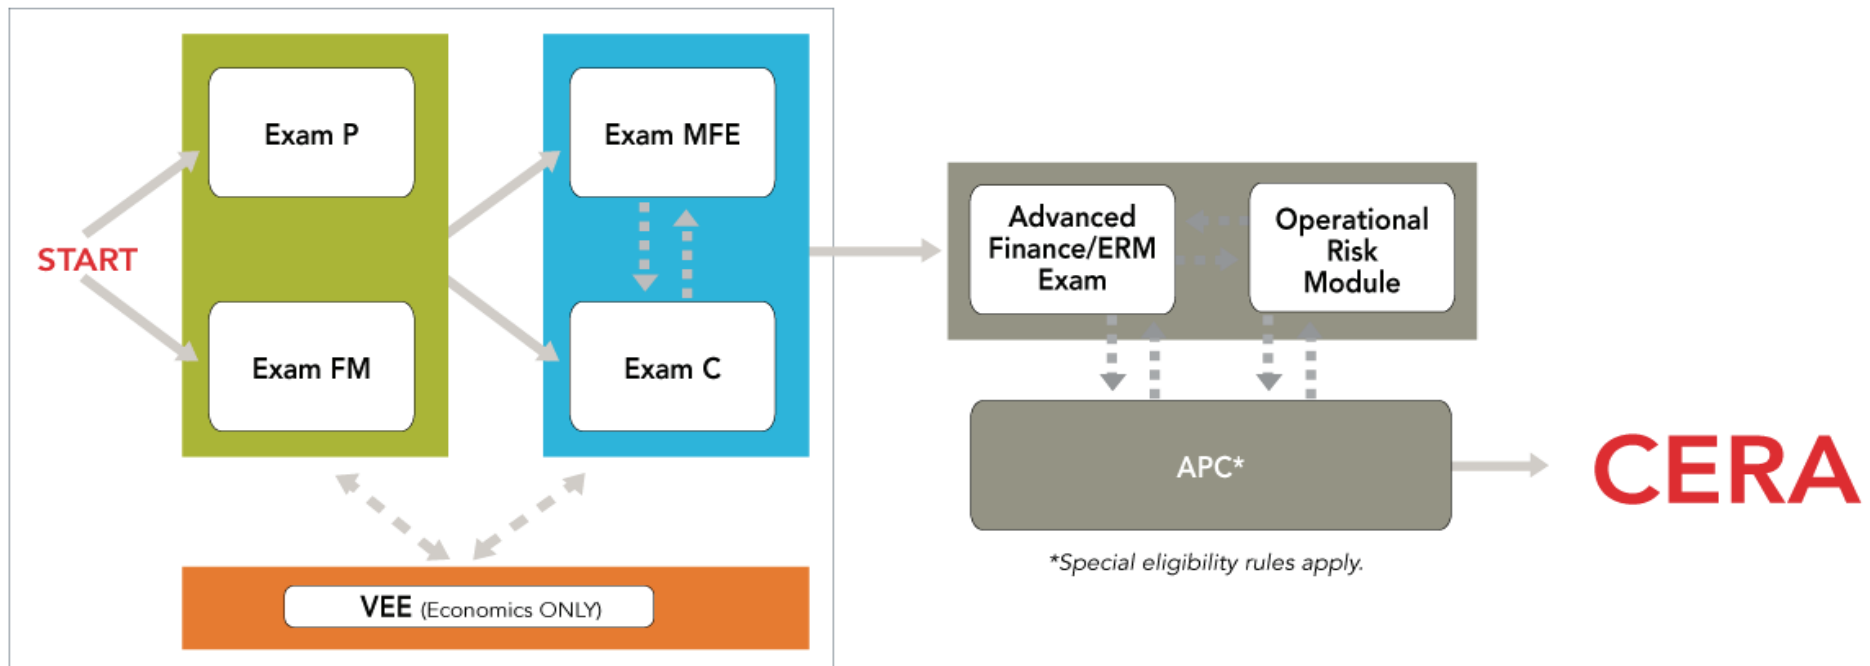 START
Exam P
Exam FM
Exam MFE
Exam C
VEE (Economics ONLY)
Advanced
Finance/ERM
Exam
Operational
Risk
Module
APC*
*Special eligibility rules apply.
CERA